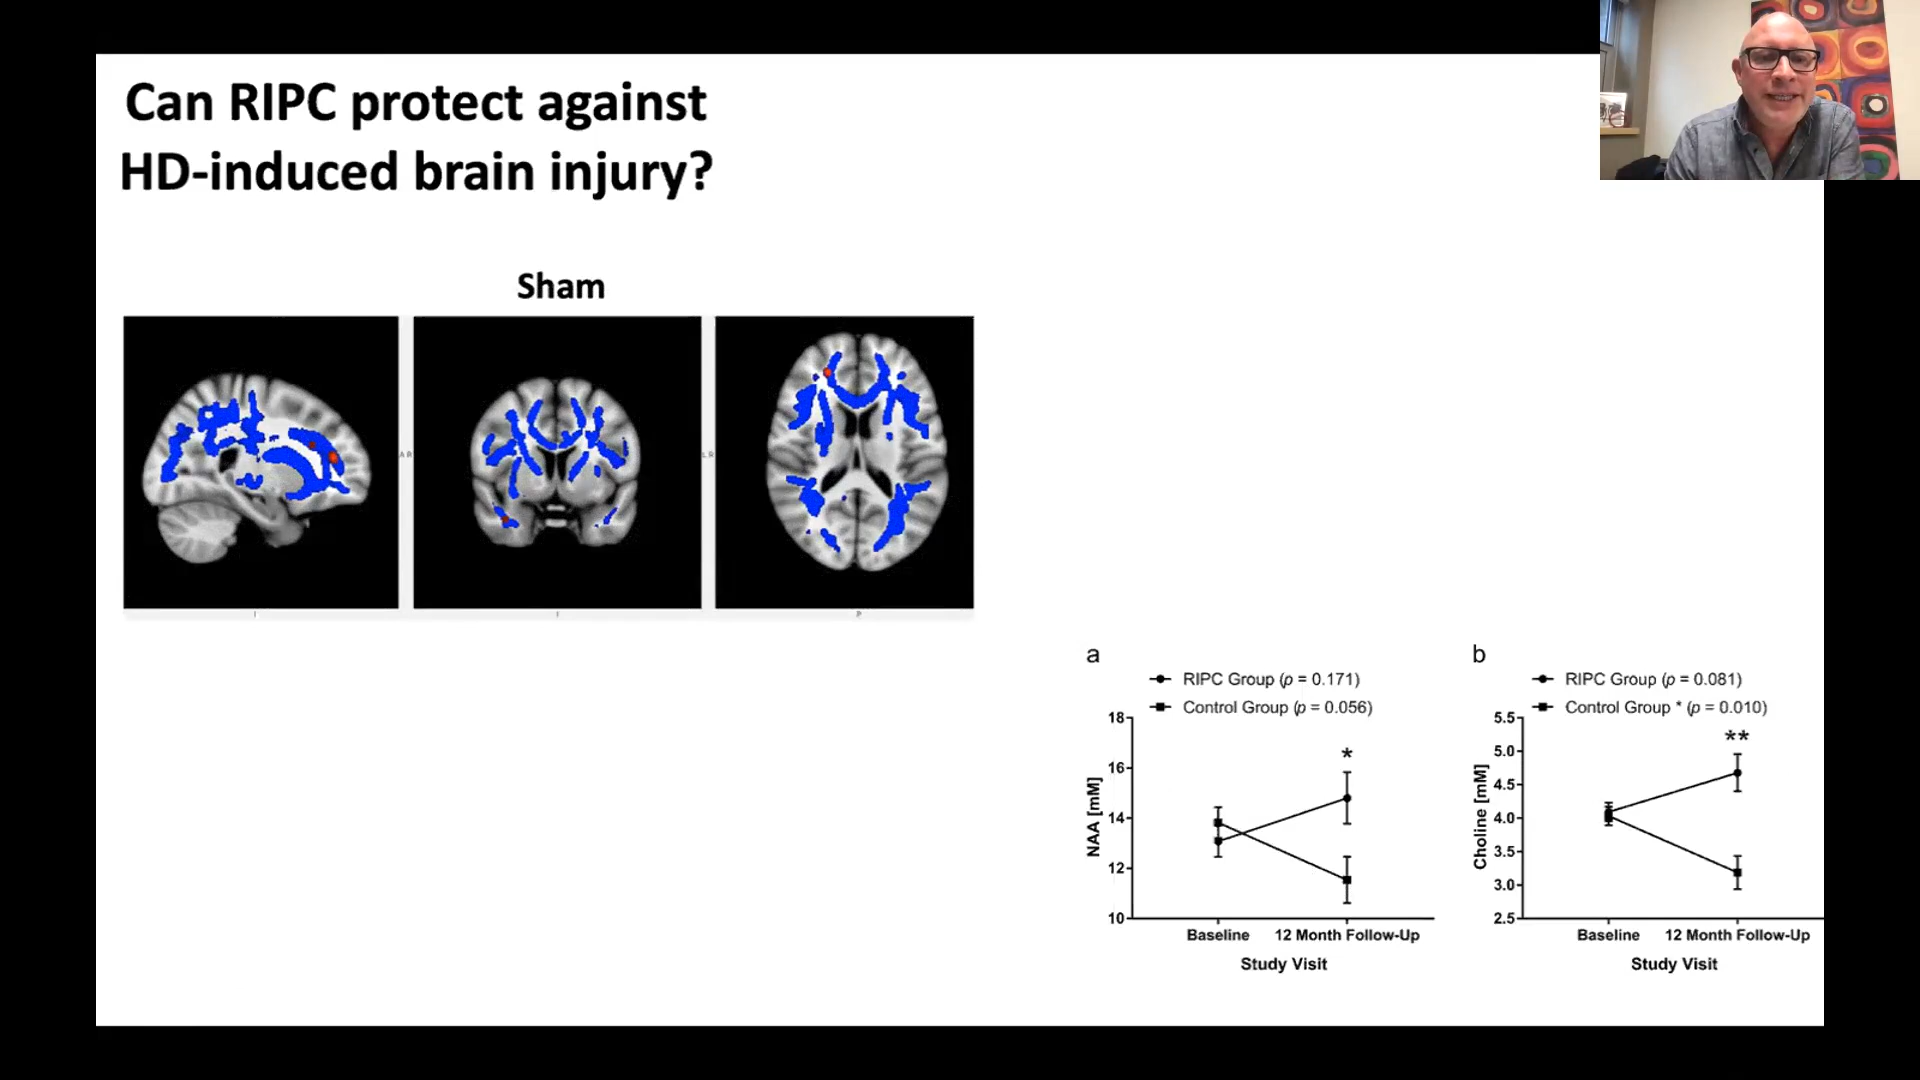 Can RIPC protect against
HD-induced brain injury?
Sham
A R
L R
I
I
P
a
RIPC Group (p = 0.171)
Control Group (p = 0.056)
18
16
14
12
10
NAA [mM]
*
Baseline
12 Month Follow-Up
Study Visit
b
RIPC Group (p = 0.081)
Control Group * (p = 0.010)
5.5
5.0
4.5
4.0
3.5
3.0
2.5
Choline [mM]
**
Baseline
12 Month Follow-Up
Study Visit